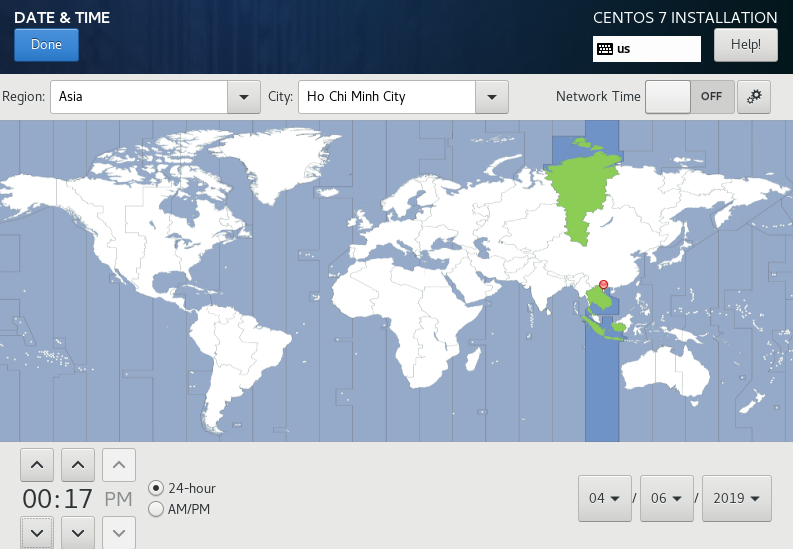 DATE & TIME
CENTOS 7 INSTALLATION
Done
us
Help!
Region: Asia City: Ho Chi Minh City Network Time OFF
00:17 PM
24-hour
AM/PM
04 / 06 / 2019